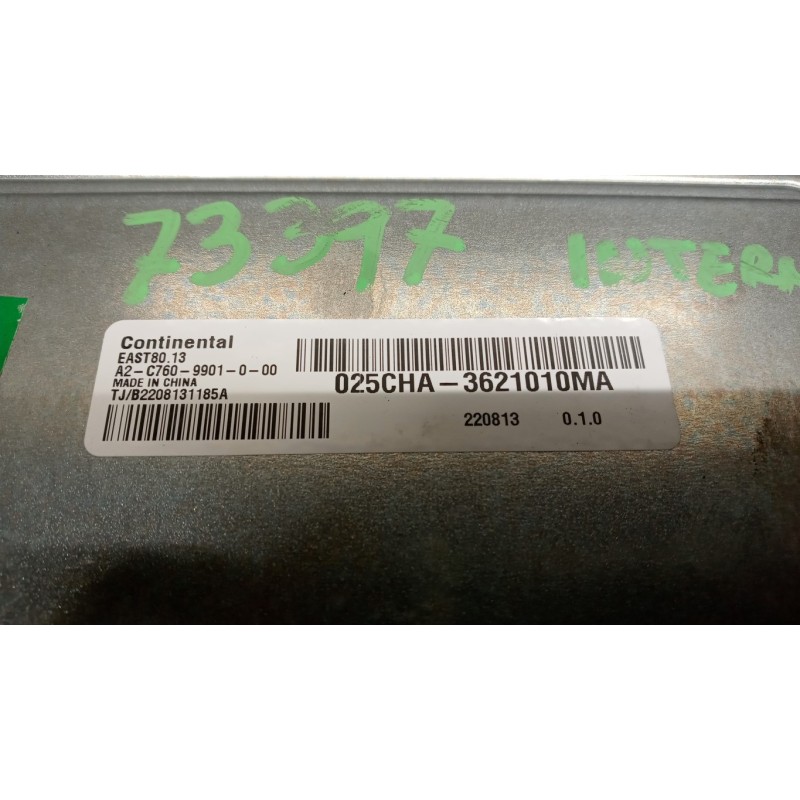 73397
Continental
EAST80.13
A2-C760-9901-0-00
MADE IN CHINA
TJ/B2208131185A
025CHA-3621010MA
220813 0.1.0